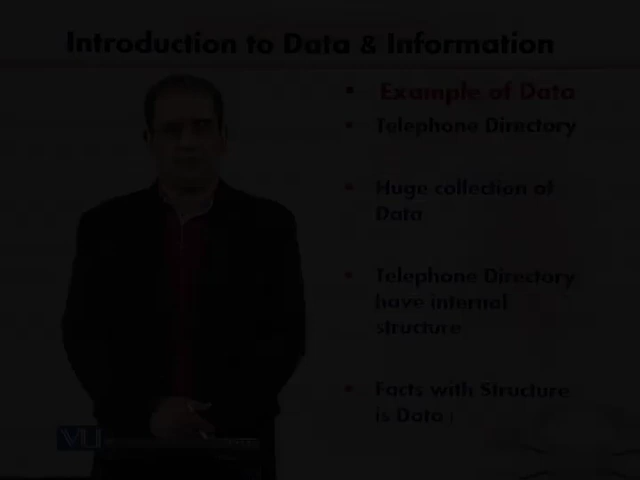 Introduction to Data & Information
Example of Data
Telephone Directory
Huge collection of
Data
Telephone Directory
have internal
structure
Facts with Structure
is Data
VU